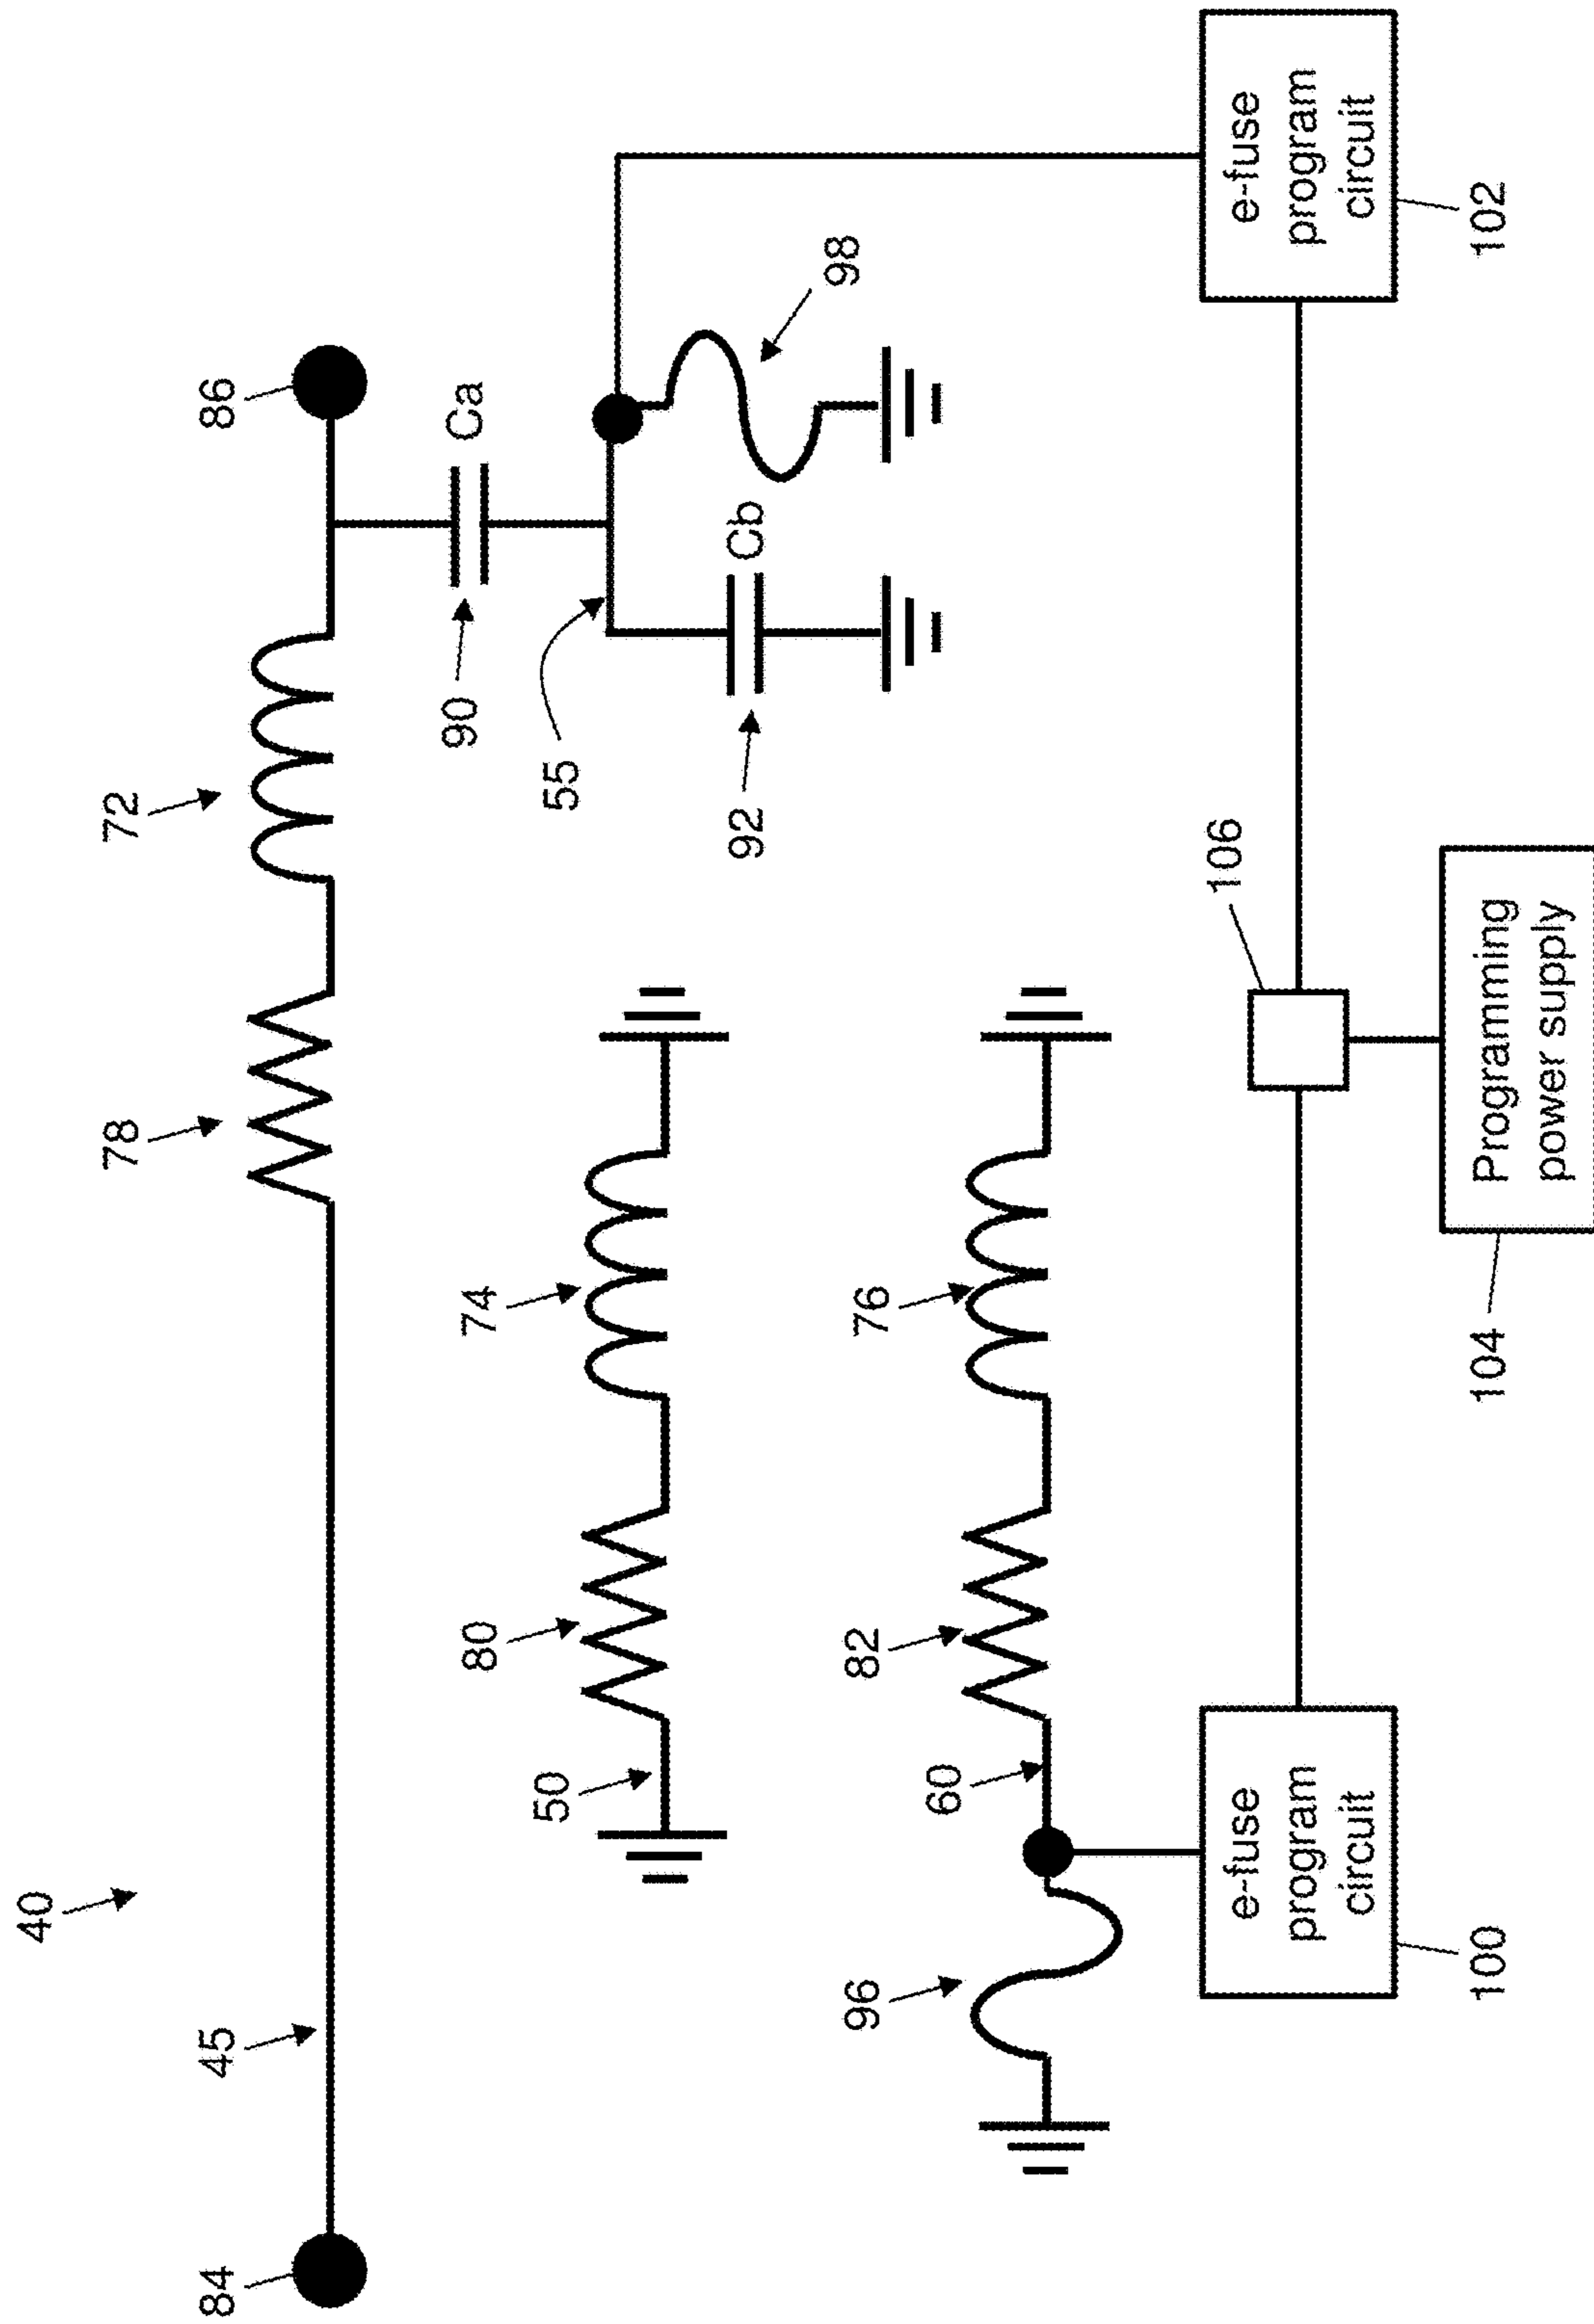 40
84
45
78
72
86
90
Ca
50
80
74
55
92
Cb
98
96
60
82
76
106
e-fuse
program
circuit
100
Programming
power supply
104
e-fuse
program
circuit
102